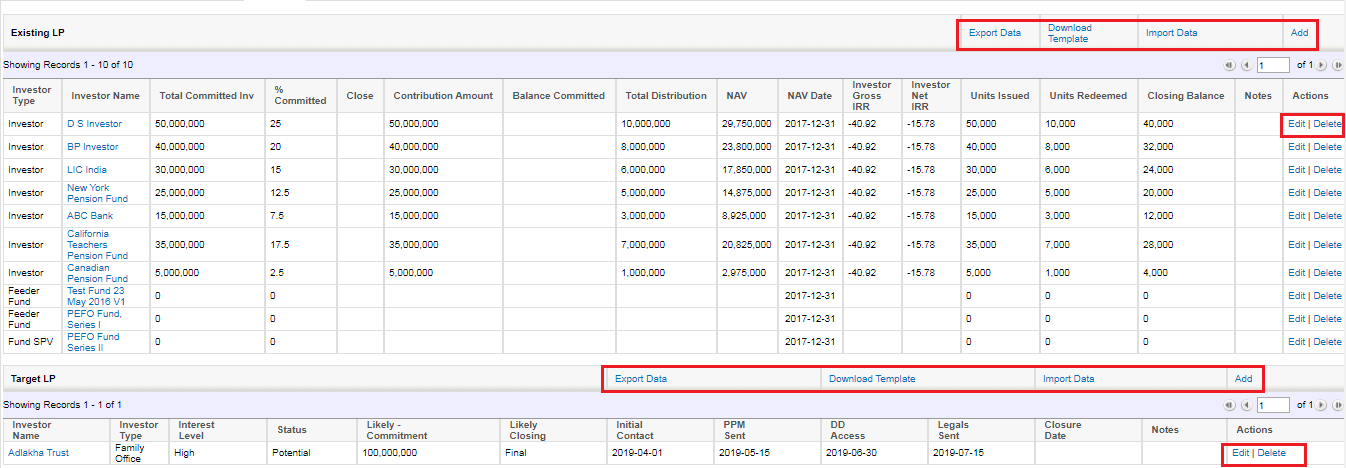 Existing LP Export Data Download Template Import Data Add
Showing Records 1 - 10 of 10 1 of 1
Investor Type Investor Name Total Committed Inv % Committed Close Contribution Amount Balance Committed Total Distribution NAV NAV Date Investor Gross IRR Investor Net IRR Units Issued Units Redeemed Closing Balance Notes Actions
Investor D S Investor 50,000,000 25 50,000,000 10,000,000 29,750,000 2017-12-31 -40.92 -15.78 50,000 10,000 40,000 Edit | Delete
Investor BP Investor 40,000,000 20 40,000,000 8,000,000 23,800,000 2017-12-31 -40.92 -15.78 40,000 8,000 32,000 Edit | Delete
Investor LIC India 30,000,000 15 30,000,000 6,000,000 17,850,000 2017-12-31 -40.92 -15.78 30,000 6,000 24,000 Edit | Delete
Investor New York Pension Fund 25,000,000 12.5 25,000,000 5,000,000 14,875,000 2017-12-31 -40.92 -15.78 25,000 5,000 20,000 Edit | Delete
Investor ABC Bank 15,000,000 7.5 15,000,000 3,000,000 8,925,000 2017-12-31 -40.92 -15.78 15,000 3,000 12,000 Edit | Delete
Investor California Teachers Pension Fund 35,000,000 17.5 35,000,000 7,000,000 20,825,000 2017-12-31 -40.92 -15.78 35,000 7,000 28,000 Edit | Delete
Investor Canadian Pension Fund 5,000,000 2.5 5,000,000 1,000,000 2,975,000 2017-12-31 -40.92 -15.78 5,000 1,000 4,000 Edit | Delete
Feeder Fund Test Fund 23 May 2016 V1 0 0 2017-12-31 0 0 0 Edit | Delete
Feeder Fund PEFO Fund, Series I 0 0 2017-12-31 0 0 0 Edit | Delete
Fund SPV PEFO Fund Series II 0 0 2017-12-31 0 0 0 Edit | Delete
Target LP Export Data Download Template Import Data Add
Showing Records 1 - 1 of 1 1 of 1
Investor Name Investor Type Interest Level Status Likely - Commitment Likely Closing Initial Contact PPM Sent DD Access Legals Sent Closure Date Notes Actions
Adlakha Trust Family Office High Potential 100,000,000 Final 2019-04-01 2019-05-15 2019-06-30 2019-07-15 Edit | Delete